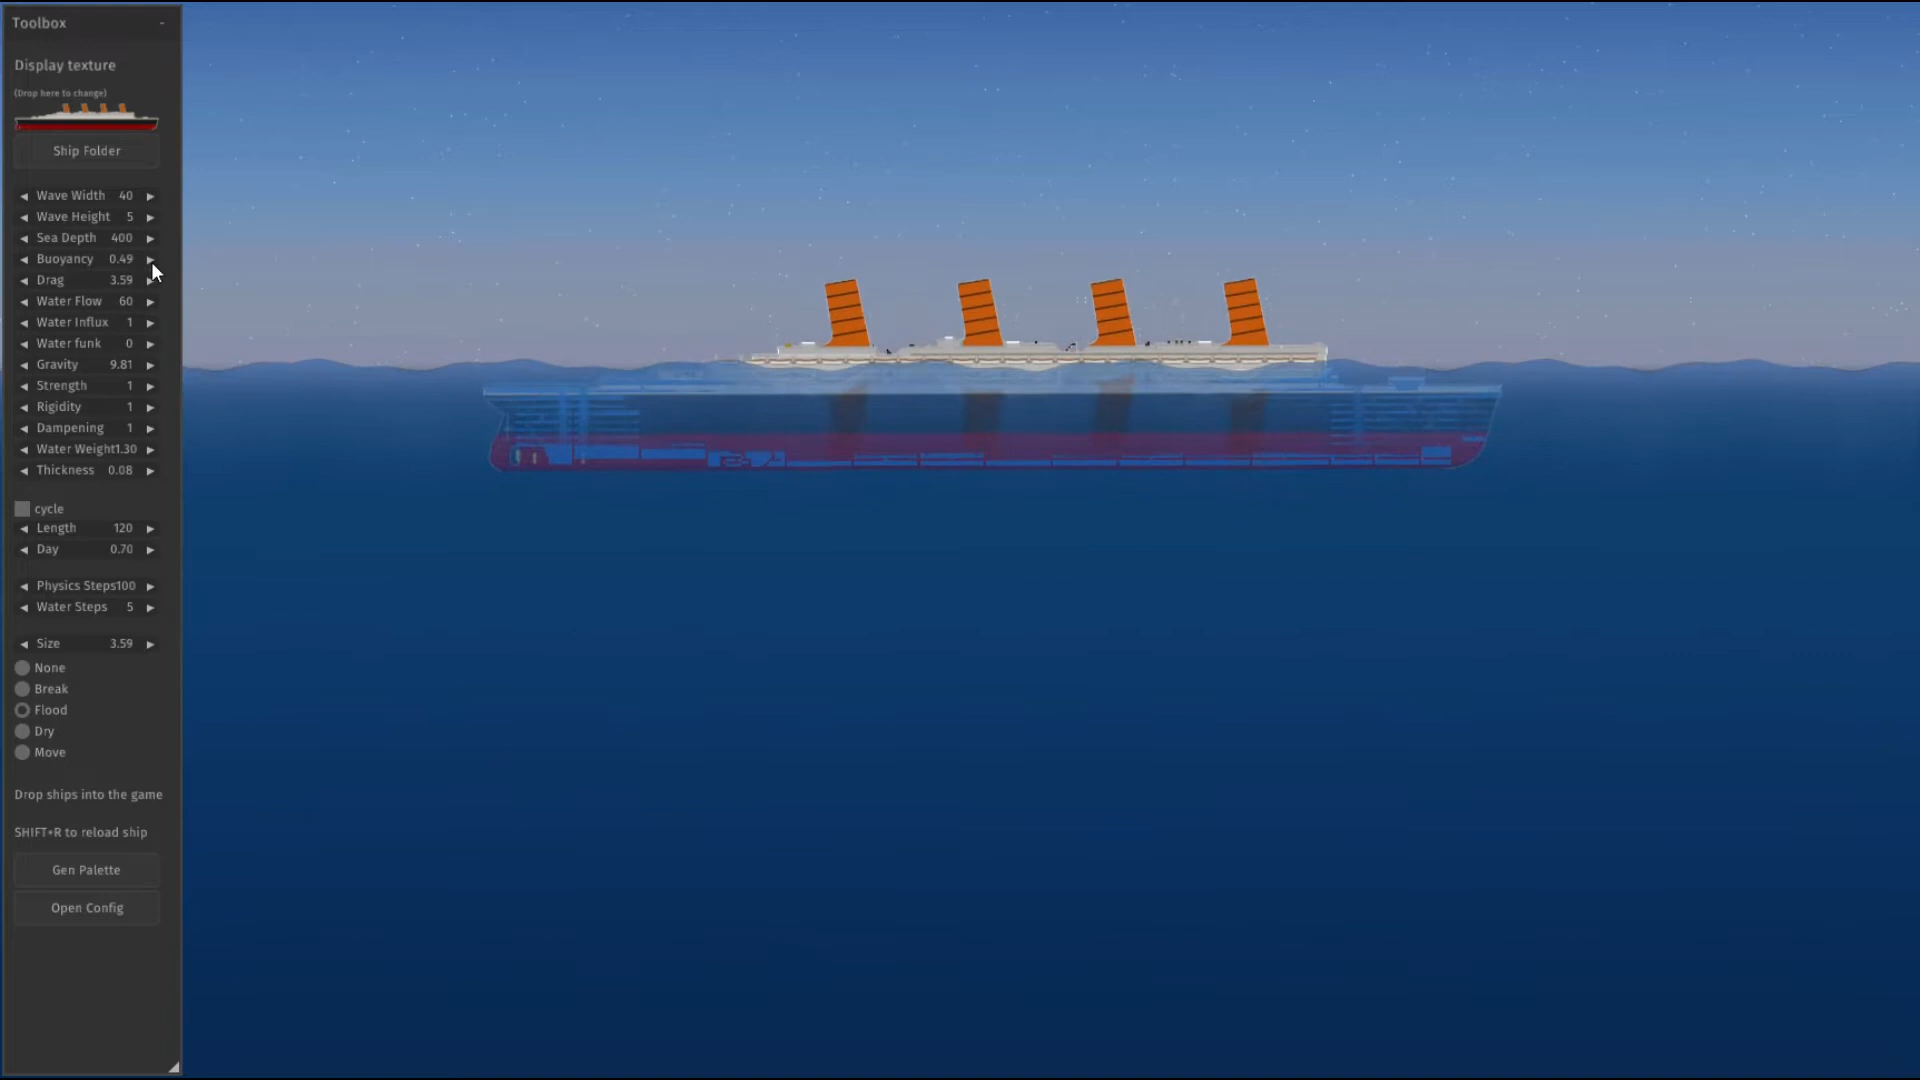 Toolbox -
Display texture
(Drop here to change)
Ship Folder
Wave Width 40
Wave Height 5
Sea Depth 400
Buoyancy 0.49
Drag 3.59
Water Flow 60
Water Influx 1
Water funk 0
Gravity 9.81
Strength 1
Rigidity 1
Dampening 1
Water Weight1.30
Thickness 0.08
cycle
Length 120
Day 0.70
Physics Steps100
Water Steps 5
Size 3.59
None
Break
Flood
Dry
Move
Drop ships into the game
SHIFT+R to reload ship
Gen Palette
Open Config